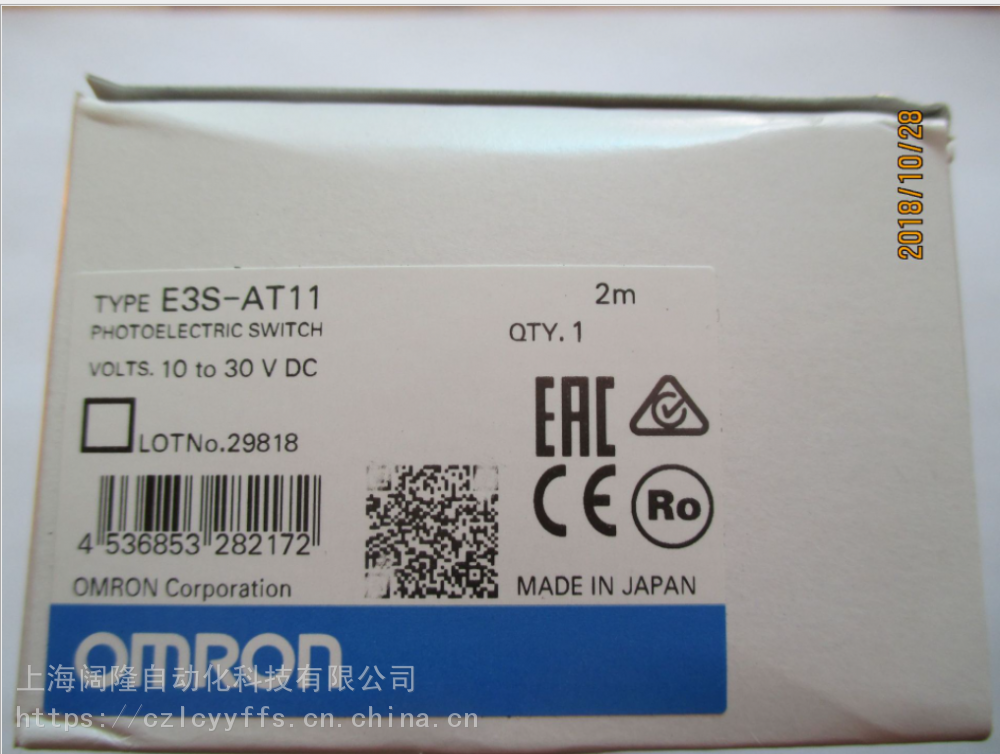 2018/10/28
TYPE E3S-AT11
2m
PHOTOELECTRIC SWITCH
QTY. 1
VOLTS. 10 to 30 V DC
LOTNo.29818
EAC
CE
Ro
4 536853 282172
OMRON Corporation
MADE IN JAPAN
OMRON
上海阔隆自动化科技有限公司
https://czlcyyffs.cn.china.cn